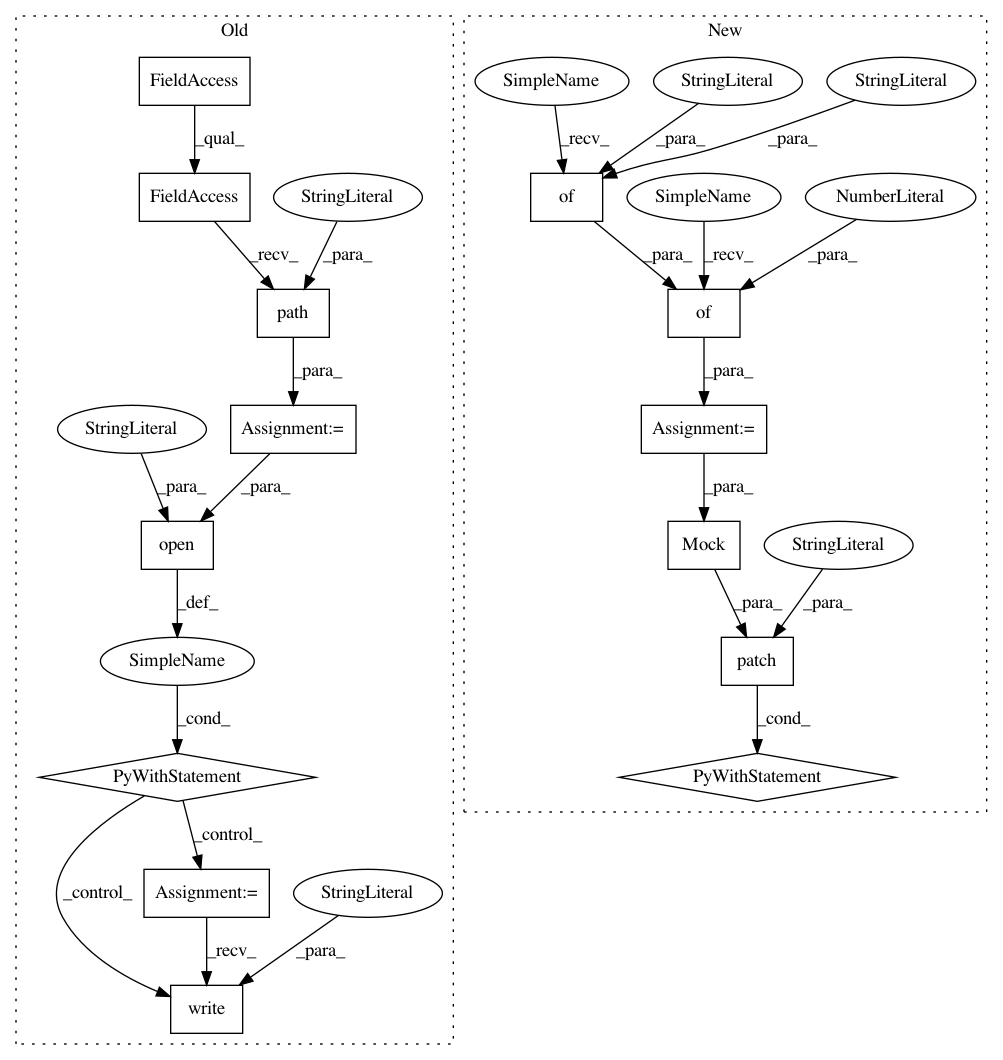 Old
FieldAccess
_qual_
FieldAccess
StringLiteral
_recv_
_para_
path
_para_
StringLiteral
Assignment:=
_para_
_para_
open
_def_
SimpleName
_cond_
PyWithStatement
_control_
_control_
Assignment:=
StringLiteral
_recv_
_para_
write
New
SimpleName
StringLiteral
StringLiteral
_recv_
_para_
_para_
of
SimpleName
NumberLiteral
_para_
_recv_
_para_
of
_para_
Assignment:=
_para_
Mock
StringLiteral
_para_
_para_
patch
_cond_
PyWithStatement